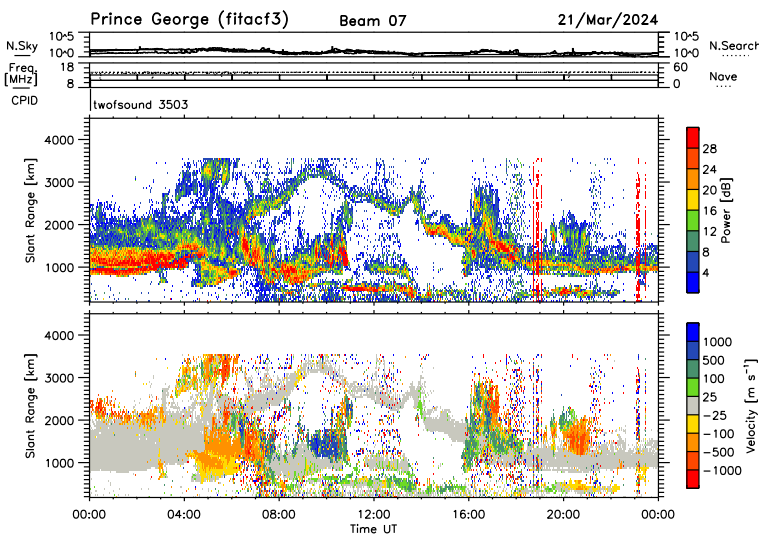 Prince George (fitacf3) Beam 07 21/Mar/2024
N.Sky 10^5 10^0 10^5 10^0 N.Search
Freq [MHz] 18 8 60 0 Nave
CPID twofsound 3503
Slant Range [km] 4000 3000 2000 1000
Power [dB] 28 24 20 16 12 8 4
Slant Range [km] 4000 3000 2000 1000
Velocity [m s⁻¹] 1000 500 100 25 −25 −100 −500 −1000
00:00 04:00 08:00 12:00 16:00 20:00 00:00
Time UT